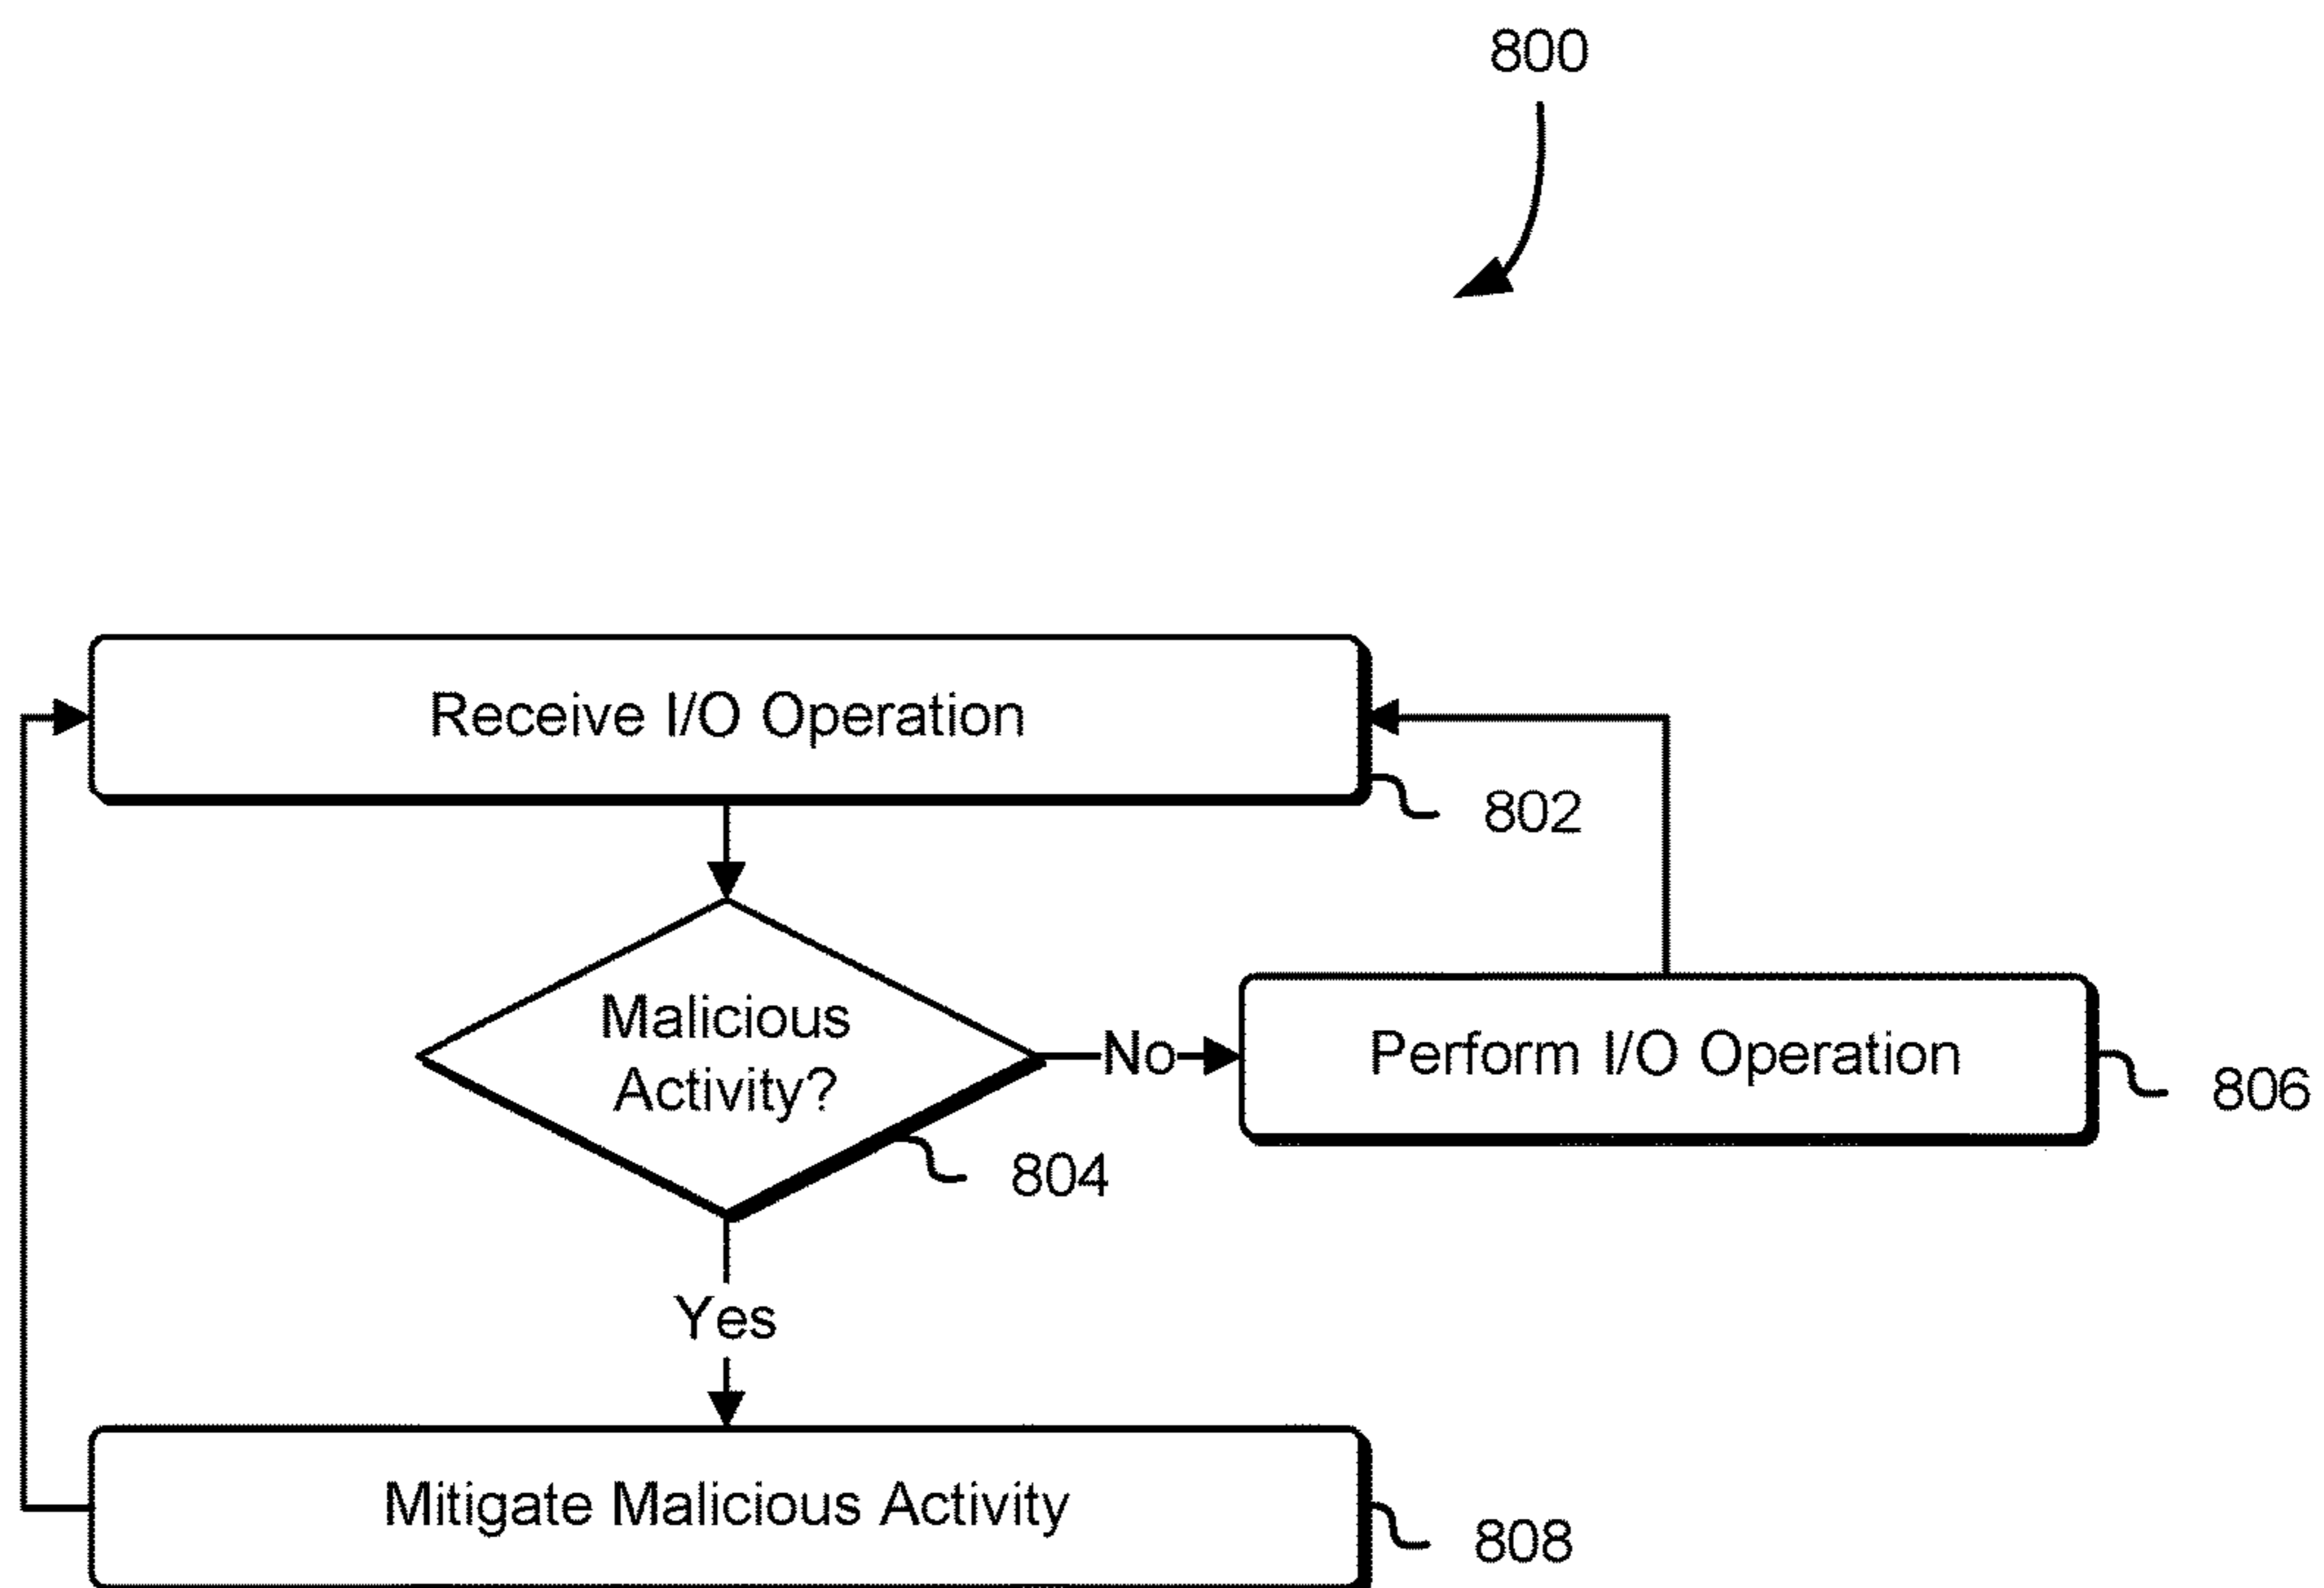 800
Receive I/O Operation
802
Malicious
Activity?
No
Perform I/O Operation
806
804
Yes
Mitigate Malicious Activity
808